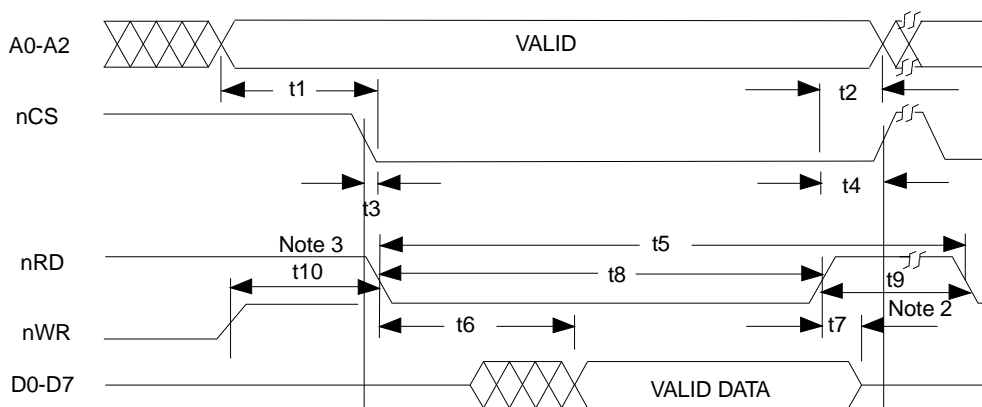 A0-A2
VALID
t1
t2
nCS
t3
t4
Note 3
t5
nRD
t8
t10
t9
Note 2
nWR
t6
t7
D0-D7
VALID DATA